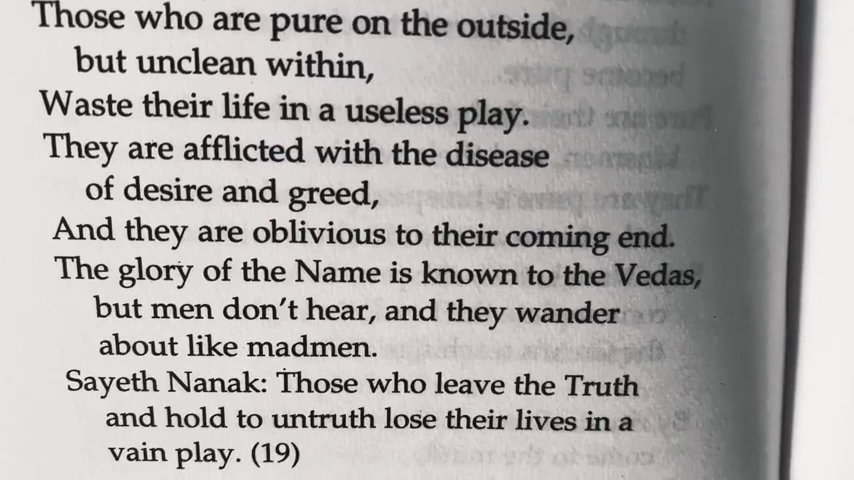 Those who are pure on the outside,
but unclean within,
Waste their life in a useless play.
They are afflicted with the disease
of desire and greed,
And they are oblivious to their coming end.
The glory of the Name is known to the Vedas,
but men don't hear, and they wander
about like madmen.
Sayeth Nanak: Those who leave the Truth
and hold to untruth lose their lives in a
vain play. (19)